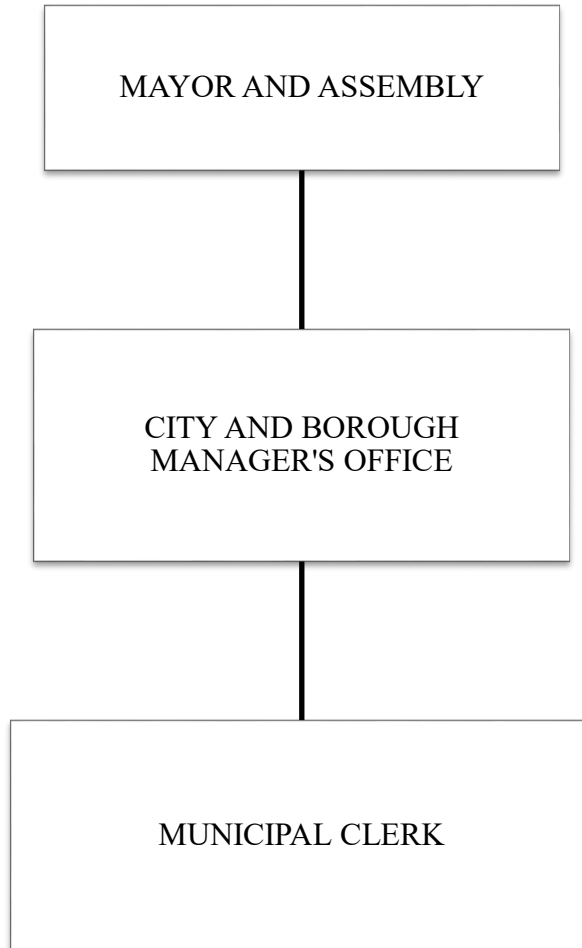 MAYOR AND ASSEMBLY
CITY AND BOROUGH
MANAGER'S OFFICE
MUNICIPAL CLERK